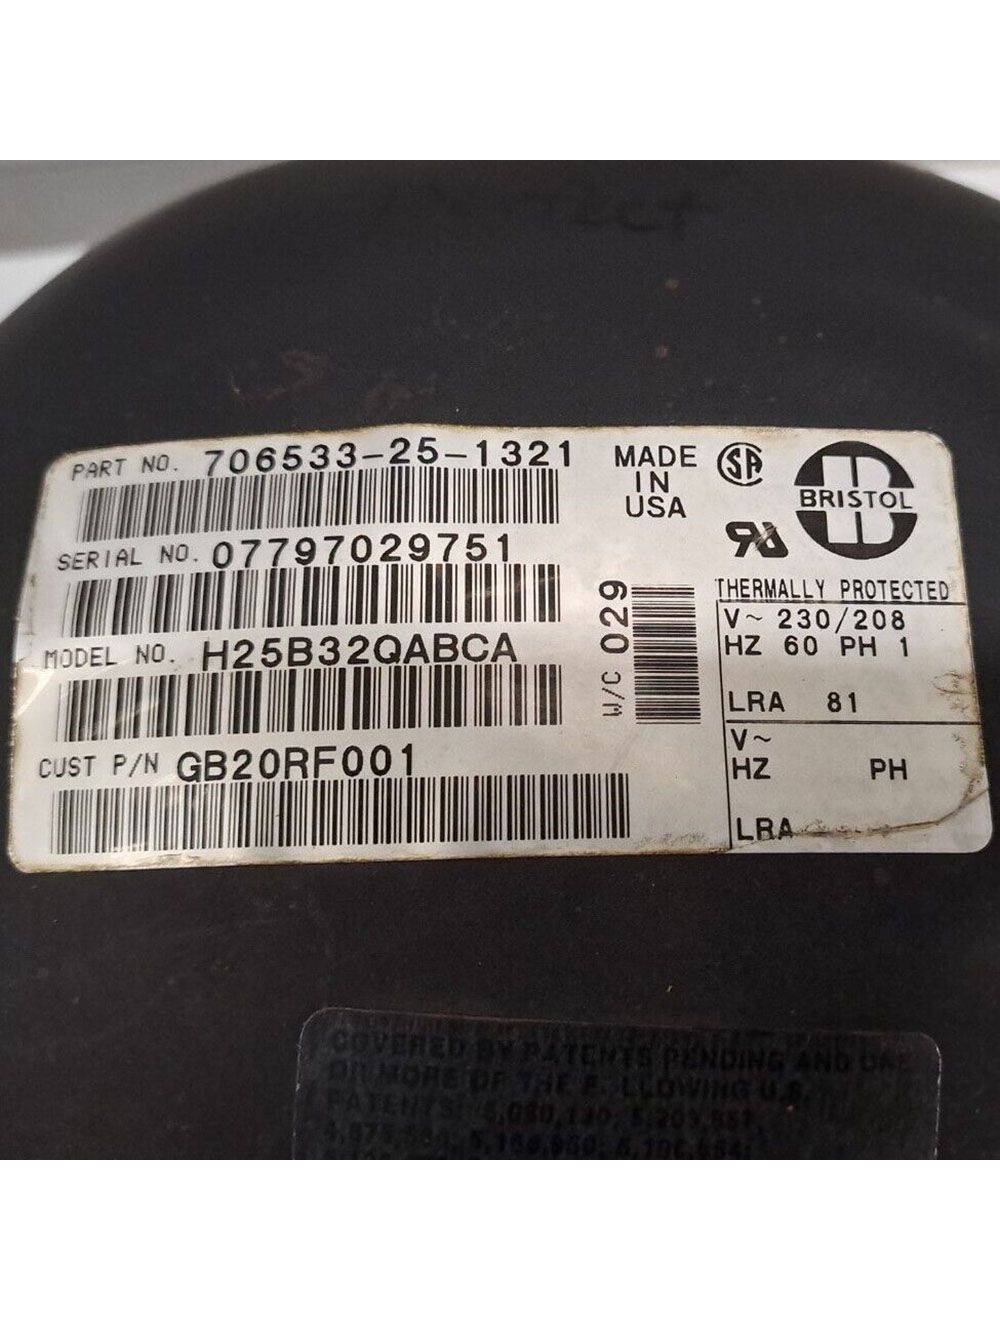 PART NO. 706533-25-1321
SERIAL NO. 07797029751
MODEL NO. H25B32QABCA
CUST P/N GB20RF001
MADE
IN
USA
W/C 029
SA
BRISTOL
THERMALLY PROTECTED
V~ 230/208
HZ 60 PH 1
LRA 81
V~
HZ PH
LRA
COVERED BY PATENTS PENDING AND ONE
OR MORE OF THE FOLLOWING U.S.
PATENTS: